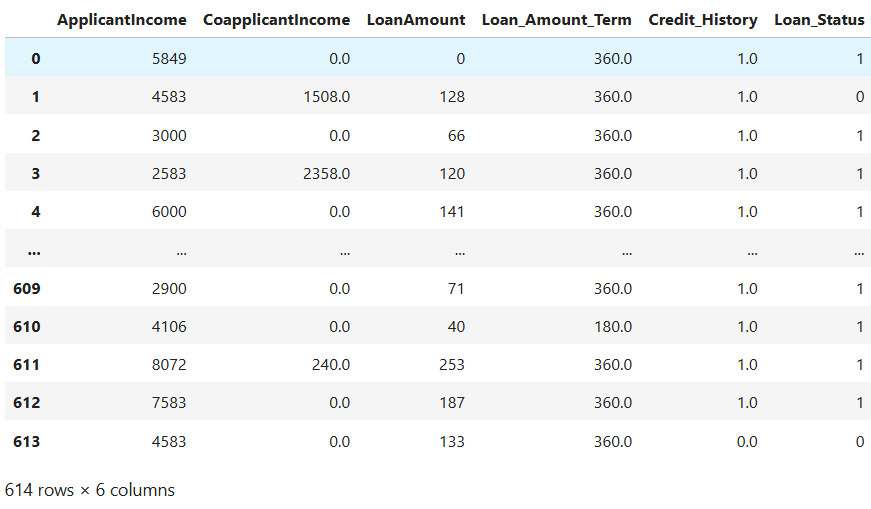 ApplicantIncome CoapplicantIncome LoanAmount Loan_Amount_Term Credit_History Loan_Status
0 5849 0.0 0 360.0 1.0 1
1 4583 1508.0 128 360.0 1.0 0
2 3000 0.0 66 360.0 1.0 1
3 2583 2358.0 120 360.0 1.0 1
4 6000 0.0 141 360.0 1.0 1
... ... ... ... ... ... ...
609 2900 0.0 71 360.0 1.0 1
610 4106 0.0 40 180.0 1.0 1
611 8072 240.0 253 360.0 1.0 1
612 7583 0.0 187 360.0 1.0 1
613 4583 0.0 133 360.0 0.0 0
614 rows × 6 columns